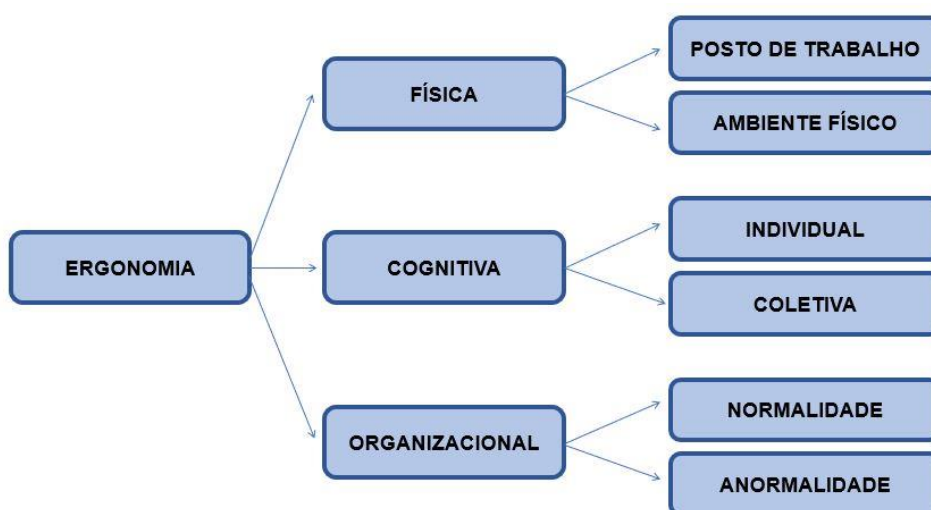 ERGONOMIA
FÍSICA
POSTO DE TRABALHO
AMBIENTE FÍSICO
COGNITIVA
INDIVIDUAL
COLETIVA
ORGANIZACIONAL
NORMALIDADE
ANORMALIDADE